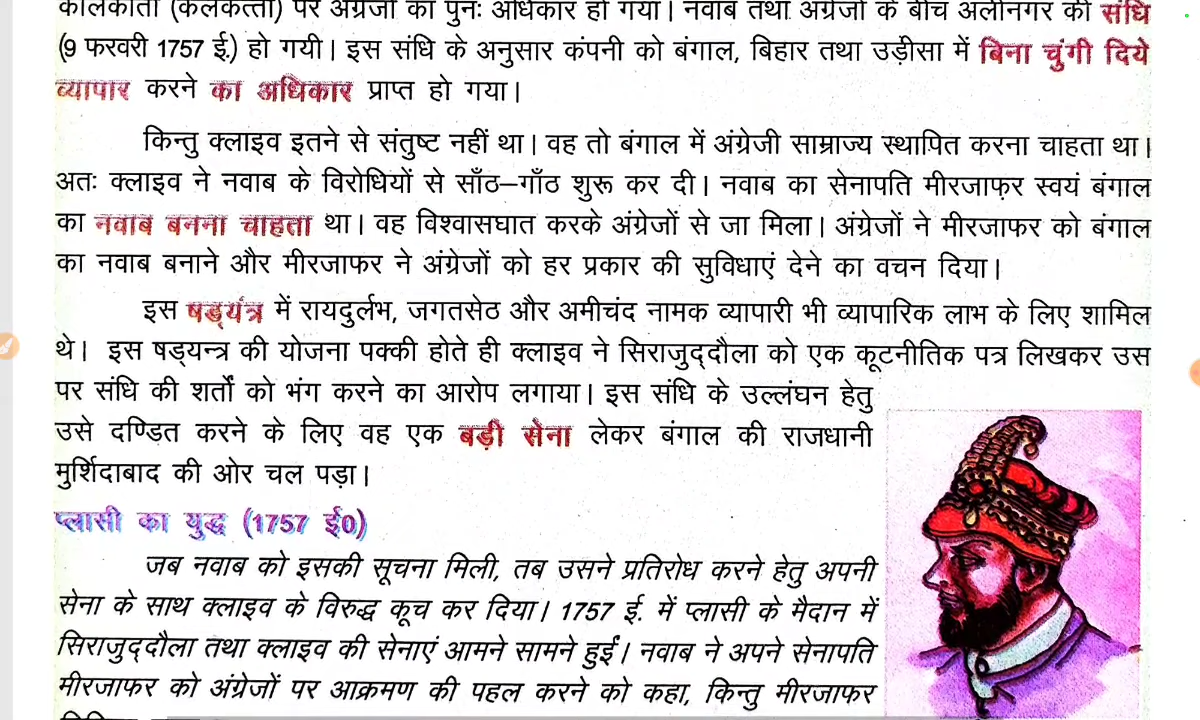 कोलकाता (कलकत्ता) पर अंग्रेजों का पुनः अधिकार हो गया। नवाब तथा अंग्रेजों के बीच अलीनगर की संधि
(9 फरवरी 1757 ई.) हो गयी। इस संधि के अनुसार कंपनी को बंगाल, बिहार तथा उड़ीसा में बिना चुंगी दिये
व्यापार करने का अधिकार प्राप्त हो गया।
किन्तु क्लाइव इतने से संतुष्ट नहीं था। वह तो बंगाल में अंग्रेजी साम्राज्य स्थापित करना चाहता था।
अतः क्लाइव ने नवाब के विरोधियों से साँठ–गाँठ शुरू कर दी। नवाब का सेनापति मीरजाफ़र स्वयं बंगाल
का नवाब बनना चाहता था। वह विश्वासघात करके अंग्रेजों से जा मिला। अंग्रेजों ने मीरजाफर को बंगाल
का नवाब बनाने और मीरजाफर ने अंग्रेजों को हर प्रकार की सुविधाएं देने का वचन दिया।
इस षड्यंत्र में रायदुर्लभ, जगतसेठ और अमीचंद नामक व्यापारी भी व्यापारिक लाभ के लिए शामिल
थे। इस षड्यन्त्र की योजना पक्की होते ही क्लाइव ने सिराजुद्दौला को एक कूटनीतिक पत्र लिखकर उस
पर संधि की शर्तों को भंग करने का आरोप लगाया। इस संधि के उल्लंघन हेतु
उसे दण्डित करने के लिए वह एक बड़ी सेना लेकर बंगाल की राजधानी
मुर्शिदाबाद की ओर चल पड़ा।
प्लासी का युद्ध (1757 ई0)
जब नवाब को इसकी सूचना मिली, तब उसने प्रतिरोध करने हेतु अपनी
सेना के साथ क्लाइव के विरुद्ध कूच कर दिया। 1757 ई. में प्लासी के मैदान में
सिराजुद्दौला तथा क्लाइव की सेनाएं आमने सामने हुईं। नवाब ने अपने सेनापति
मीरजाफर को अंग्रेजों पर आक्रमण की पहल करने को कहा, किन्तु मीरजाफर